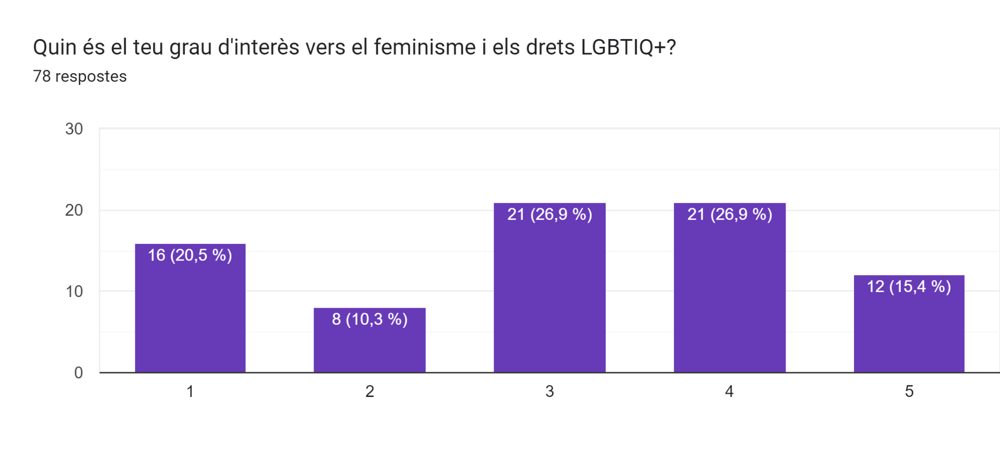 Quin és el teu grau d'interès vers el feminisme i els drets LGBTIQ+?
78 respostes
30
20
10
0
16 (20,5 %)
8 (10,3 %)
21 (26,9 %)
21 (26,9 %)
12 (15,4 %)
1
2
3
4
5